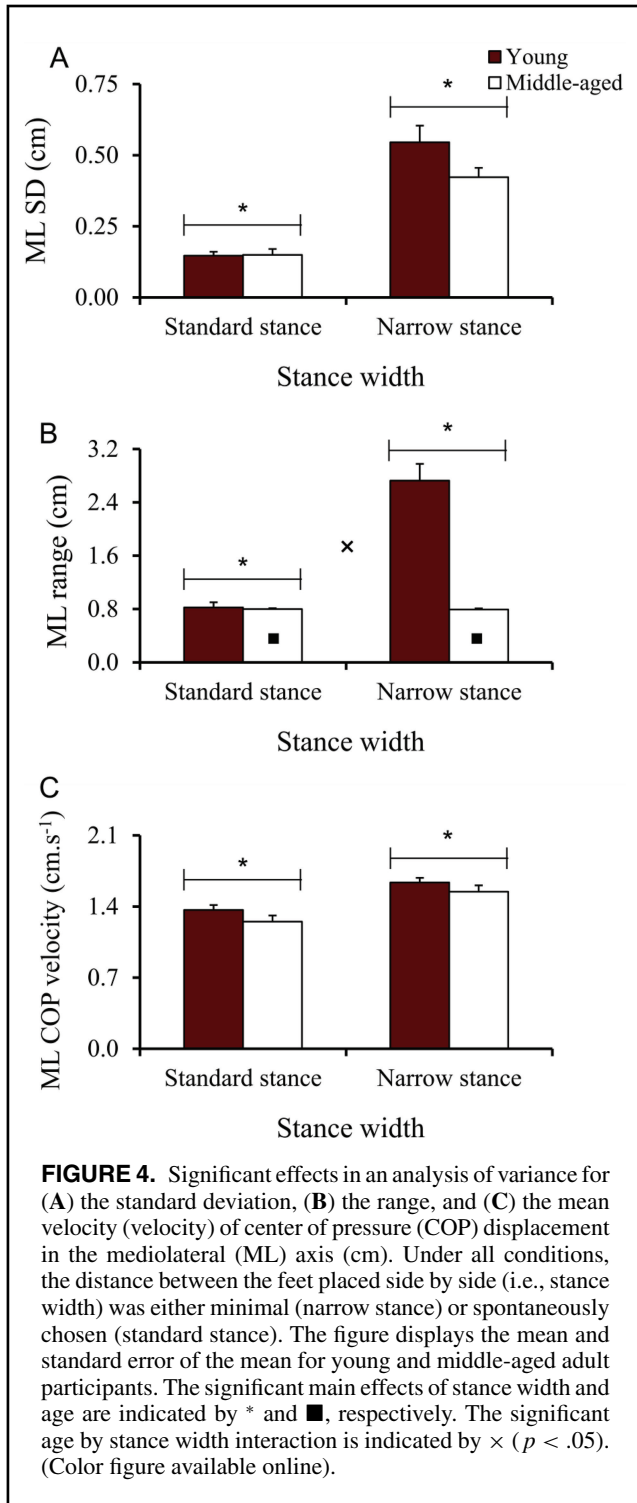 A
Young
Middle-aged
0.75
0.50
0.25
0.00
ML SD (cm)
*
*
Standard stance Narrow stance
Stance width
B
3.2
2.4
1.6
0.8
0.0
ML range (cm)
*
×
*
■ ■
Standard stance Narrow stance
Stance width
C
2.1
1.4
0.7
0.0
ML COP velocity (cm.s-1)
*
*
Standard stance Narrow stance
Stance width
FIGURE 4. Significant effects in an analysis of variance for
(A) the standard deviation, (B) the range, and (C) the mean
velocity (velocity) of center of pressure (COP) displacement
in the mediolateral (ML) axis (cm). Under all conditions,
the distance between the feet placed side by side (i.e., stance
width) was either minimal (narrow stance) or spontaneously
chosen (standard stance). The figure displays the mean and
standard error of the mean for young and middle-aged adult
participants. The significant main effects of stance width and
age are indicated by * and ■, respectively. The significant
age by stance width interaction is indicated by × (p < .05).
(Color figure available online).